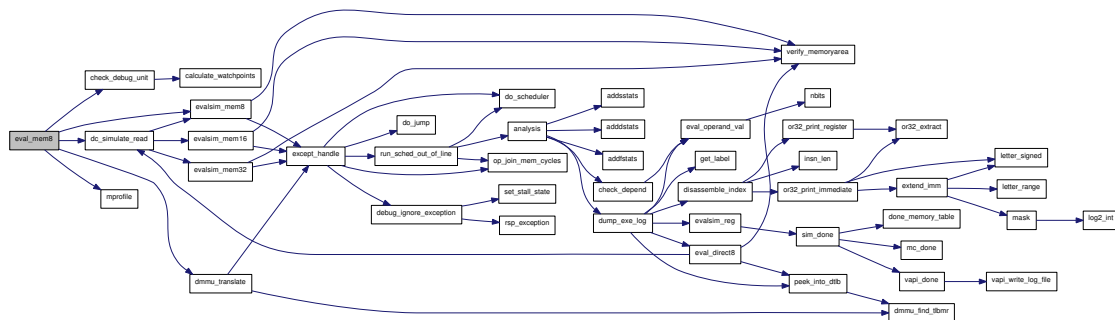 eval_mem8
check_debug_unit
dc_simulate_read
mprofile
calculate_watchpoints
evalsim_mem8
evalsim_mem16
evalsim_mem32
dmmu_translate
except_handle
do_jump
run_sched_out_of_line
debug_ignore_exception
do_scheduler
analysis
op_join_mem_cycles
set_stall_state
rsp_exception
addsstats
adddstats
addfstats
check_depend
dump_exe_log
eval_operand_val
get_label
disassemble_index
evalsim_reg
eval_direct8
verify_memoryarea
nbits
or32_print_register
insn_len
or32_print_immediate
sim_done
peek_into_dtlb
or32_extract
extend_imm
done_memory_table
mc_done
vapi_done
dmmu_find_tlbmr
letter_signed
letter_range
mask
vapi_write_log_file
log2_int